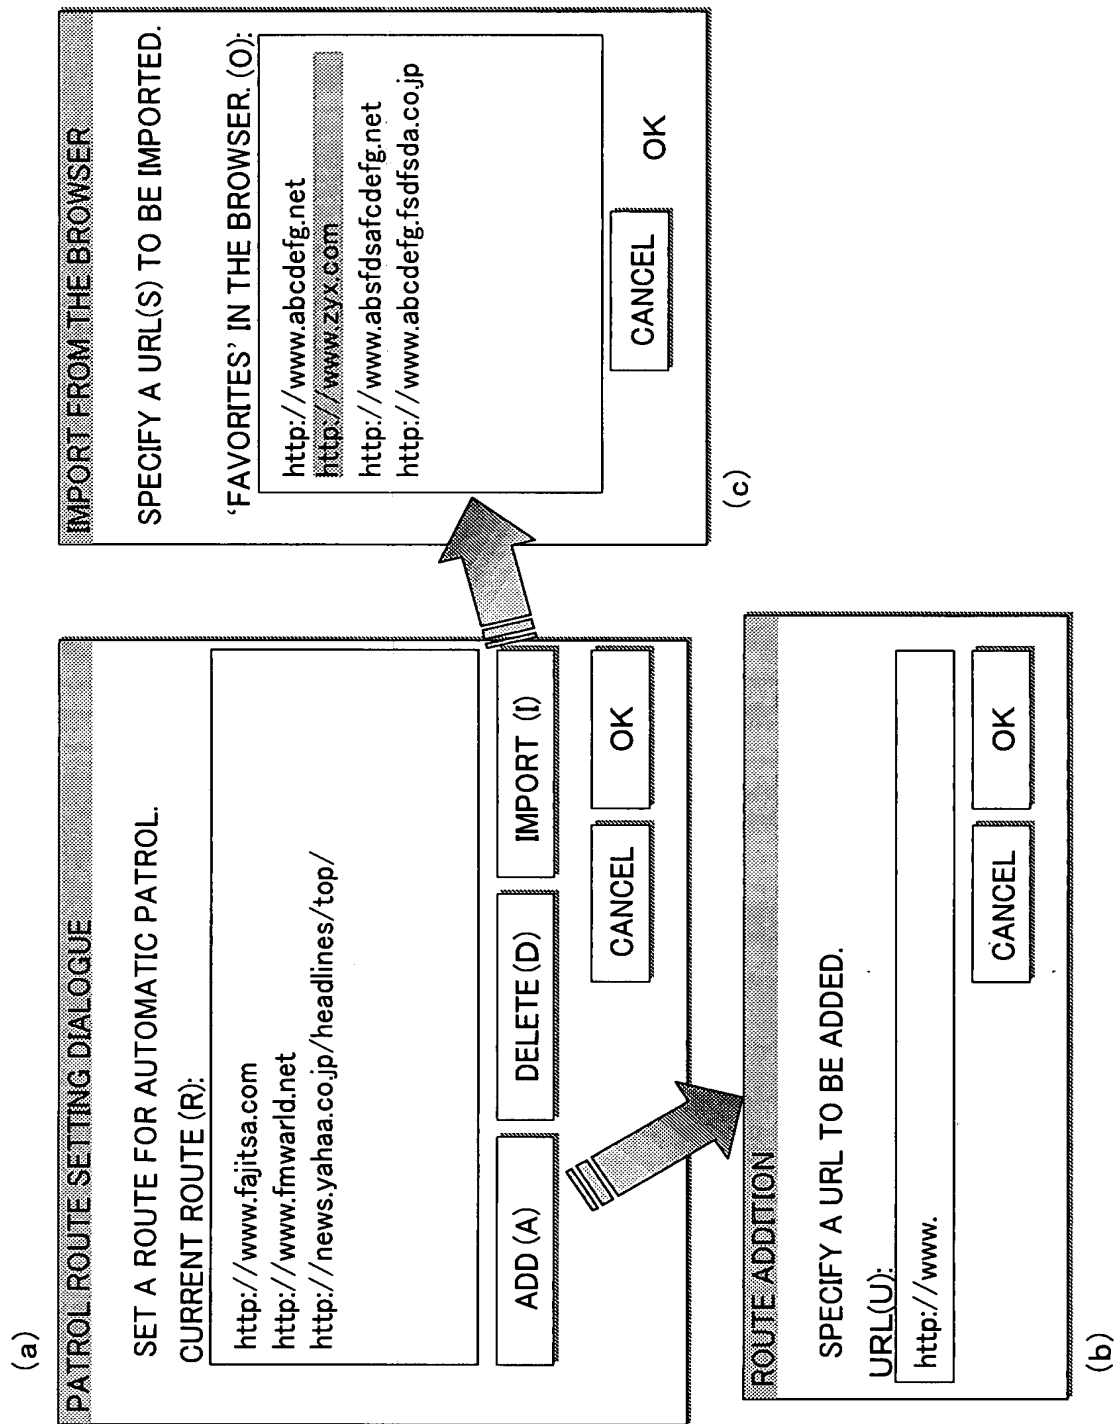 (a)
PATROL ROUTE SETTING DIALOGUE
SET A ROUTE FOR AUTOMATIC PATROL.
CURRENT ROUTE (R):
http://www.fajitsa.com
http://www.fmwarld.net
http://news.yahaa.co.jp/headlines/top/
ADD (A)
DELETE (D)
IMPORT (I)
CANCEL
OK
ROUTE ADDITION
SPECIFY A URL TO BE ADDED.
URL(U):
http://www.
CANCEL
OK
(b)
IMPORT FROM THE BROWSER
SPECIFY A URL(S) TO BE IMPORTED.
'FAVORITES' IN THE BROWSER. (O):
http://www.abcdefg.net
http://www.zyx.com
http://www.absfdsafcdefg.net
http://www.abcdefg.fsdfsda.co.jp
CANCEL
OK
(c)